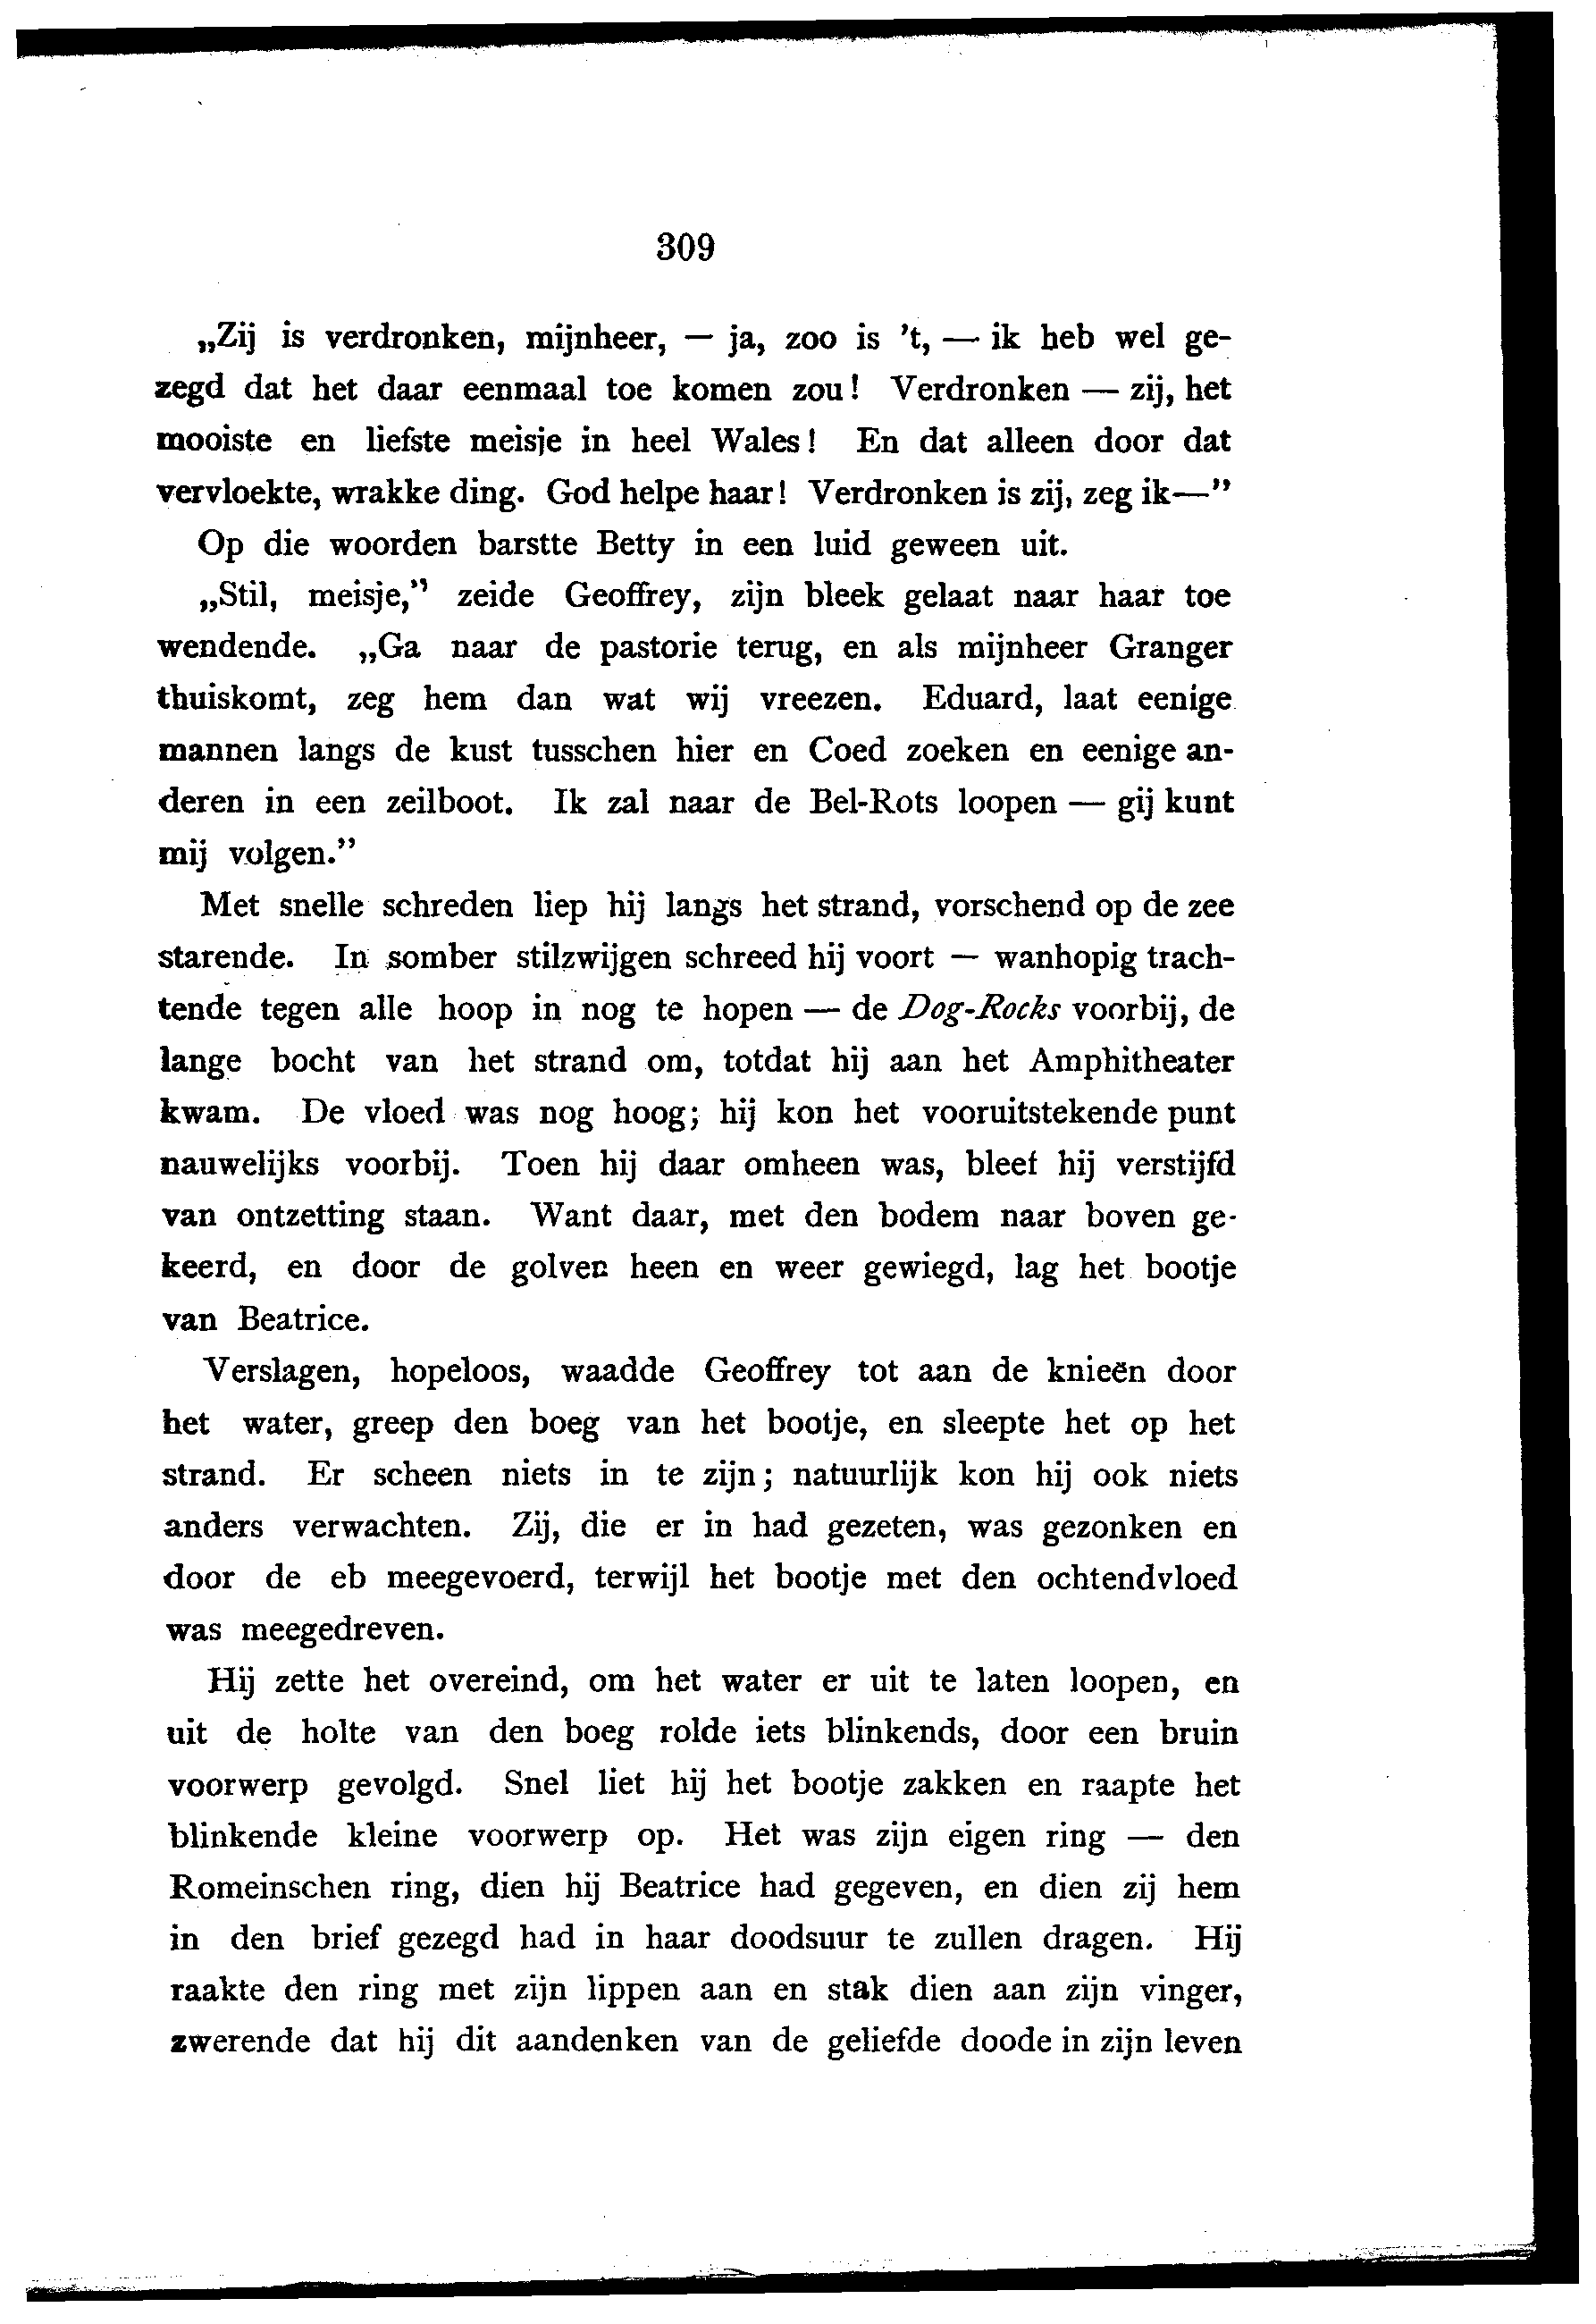 309
„Zij is verdronken, mijnheer, — ja, zoo is 't, — ik heb wel ge-
zegd dat het daar eenmaal toe komen zou! Verdronken — zij, het
mooiste en liefste meisje in heel Wales! En dat alleen door dat
vervloekte, wrakke ding. God helpe haar! Verdronken is zij, zeg ik—”
Op die woorden barstte Betty in een luid geween uit.
„Stil, meisje,” zeide Geoffrey, zijn bleek gelaat naar haar toe
wendende. „Ga naar de pastorie terug, en als mijnheer Granger
thuiskomt, zeg hem dan wat wij vreezen. Eduard, laat eenige
mannen langs de kust tusschen hier en Coed zoeken en eenige an-
deren in een zeilboot. Ik zal naar de Bel-Rots loopen — gij kunt
mij volgen.”
Met snelle schreden liep hij langs het strand, vorschend op de zee
starende. In somber stilzwijgen schreed hij voort — wanhopig trach-
tende tegen alle hoop in nog te hopen — de Dog-Rocks voorbij, de
lange bocht van het strand om, totdat hij aan het Amphitheater
kwam. De vloed was nog hoog; hij kon het vooruitstekende punt
nauwelijks voorbij. Toen hij daar omheen was, bleef hij verstijfd
van ontzetting staan. Want daar, met den bodem naar boven ge-
keerd, en door de golven heen en weer gewiegd, lag het bootje
van Beatrice.
Verslagen, hopeloos, waadde Geoffrey tot aan de knieën door
het water, greep den boeg van het bootje, en sleepte het op het
strand. Er scheen niets in te zijn; natuurlijk kon hij ook niets
anders verwachten. Zij, die er in had gezeten, was gezonken en
door de eb meegevoerd, terwijl het bootje met den ochtendvloed
was meegedreven.
Hij zette het overeind, om het water er uit te laten loopen, en
uit de holte van den boeg rolde iets blinkends, door een bruin
voorwerp gevolgd. Snel liet hij het bootje zakken en raapte het
blinkende kleine voorwerp op. Het was zijn eigen ring — den
Romeinschen ring, dien hij Beatrice had gegeven, en dien zij hem
in den brief gezegd had in haar doodsuur te zullen dragen. Hij
raakte den ring met zijn lippen aan en stak dien aan zijn vinger,
zwerende dat hij dit aandenken van de geliefde doode in zijn leven